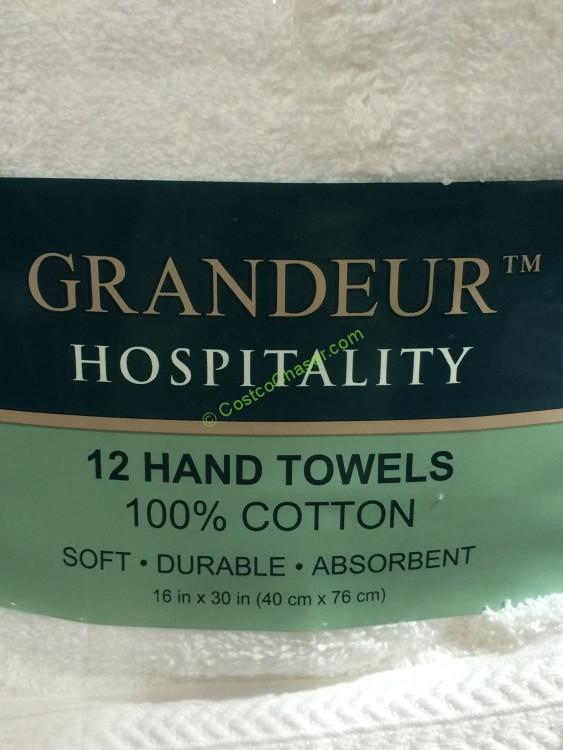 GRANDEUR™
HOSPITALITY
© CostcoChaser.com
12 HAND TOWELS
100% COTTON
SOFT • DURABLE • ABSORBENT
16 in x 30 in (40 cm x 76 cm)